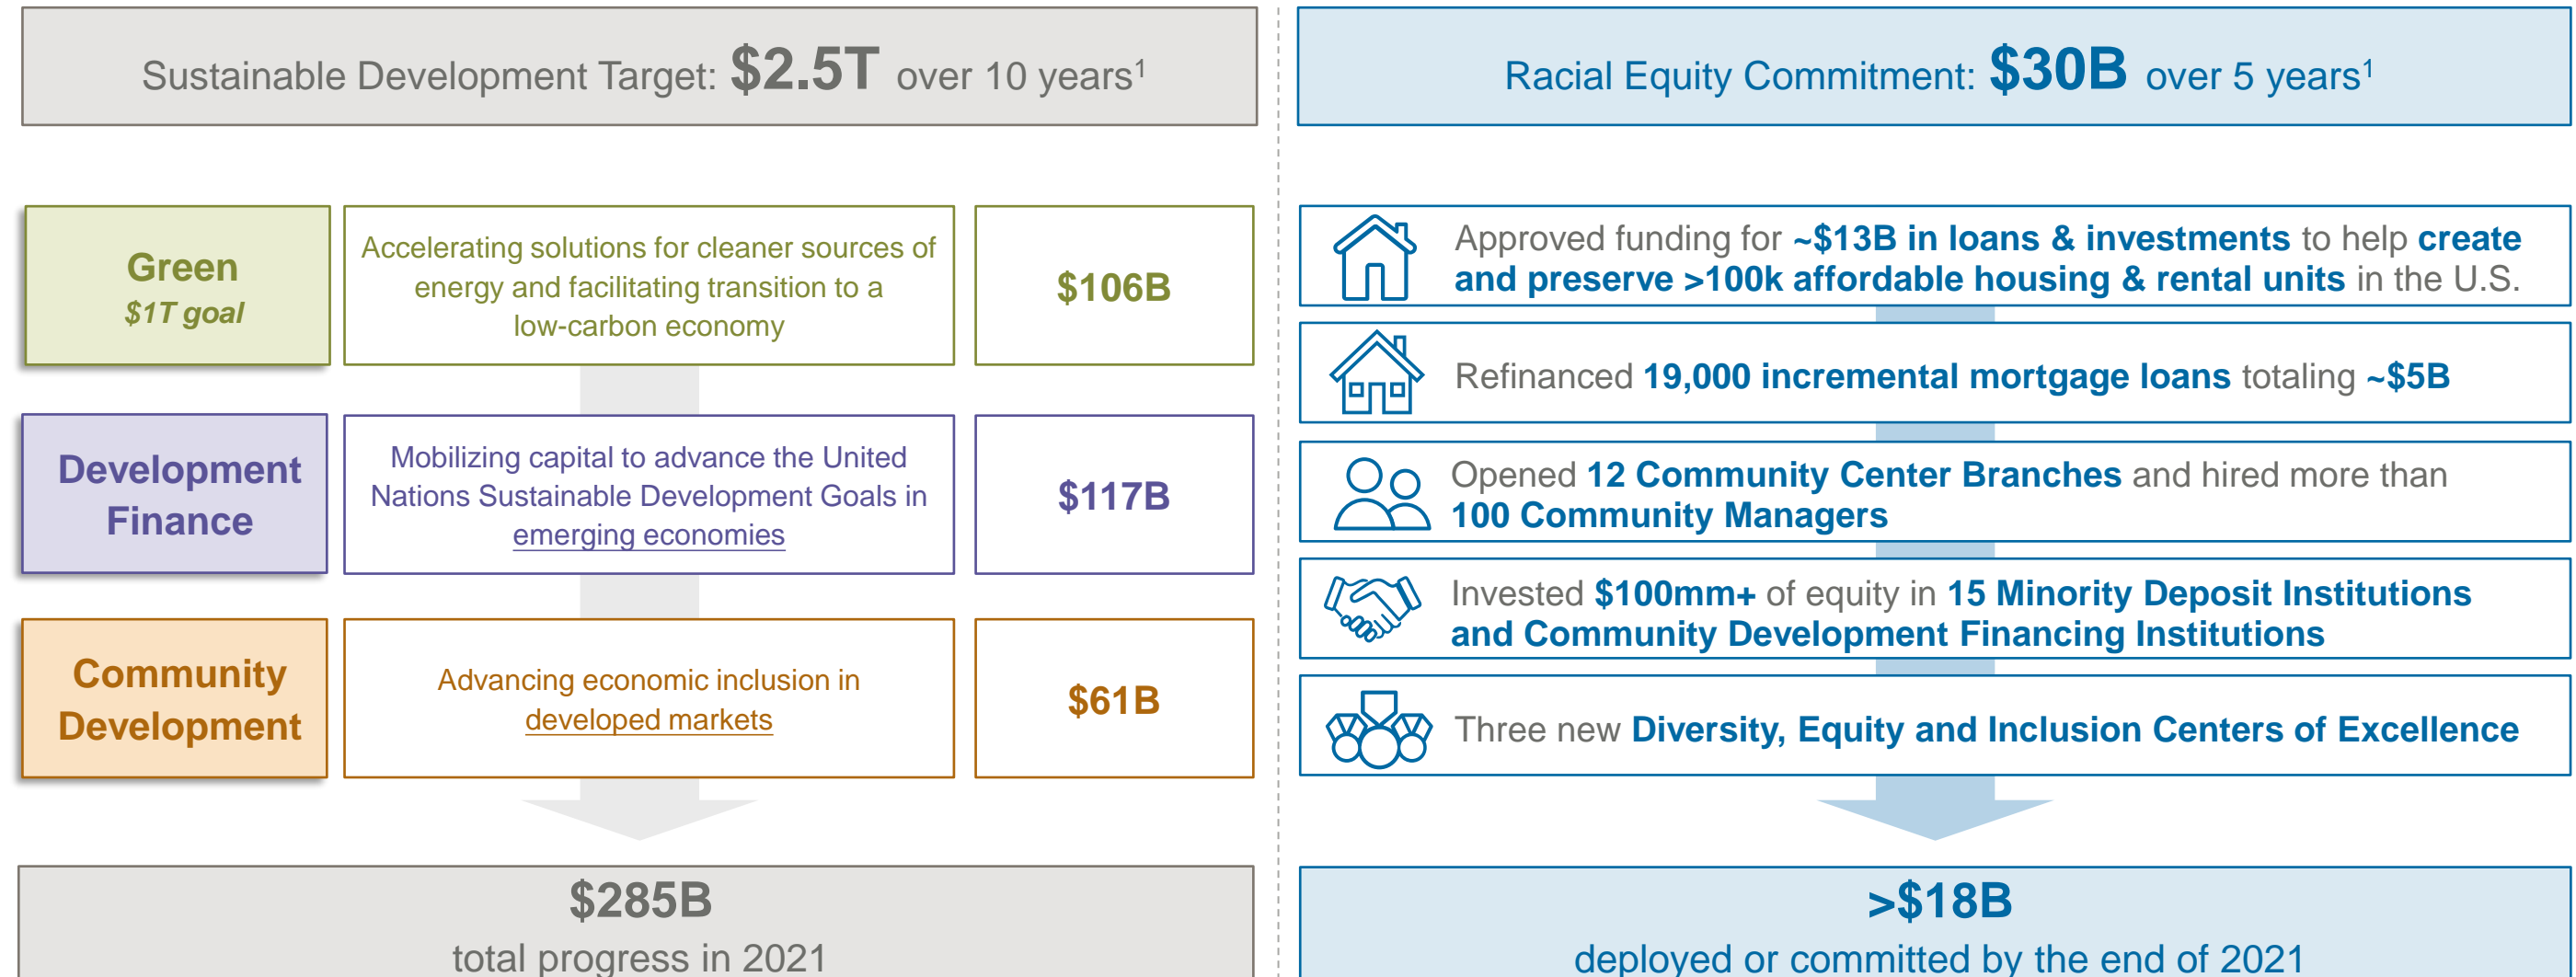 Sustainable Development Target: $2.5T over 10 years¹
Green
$1T goal
Accelerating solutions for cleaner sources of
energy and facilitating transition to a
low-carbon economy
$106B
Development
Finance
Mobilizing capital to advance the United
Nations Sustainable Development Goals in
emerging economies
$117B
Community
Development
Advancing economic inclusion in
developed markets
$61B
$285B
total progress in 2021
Racial Equity Commitment: $30B over 5 years¹
Approved funding for ~$13B in loans & investments to help create
and preserve >100k affordable housing & rental units in the U.S.
Refinanced 19,000 incremental mortgage loans totaling ~$5B
Opened 12 Community Center Branches and hired more than
100 Community Managers
Invested $100mm+ of equity in 15 Minority Deposit Institutions
and Community Development Financing Institutions
Three new Diversity, Equity and Inclusion Centers of Excellence
>$18B
deployed or committed by the end of 2021